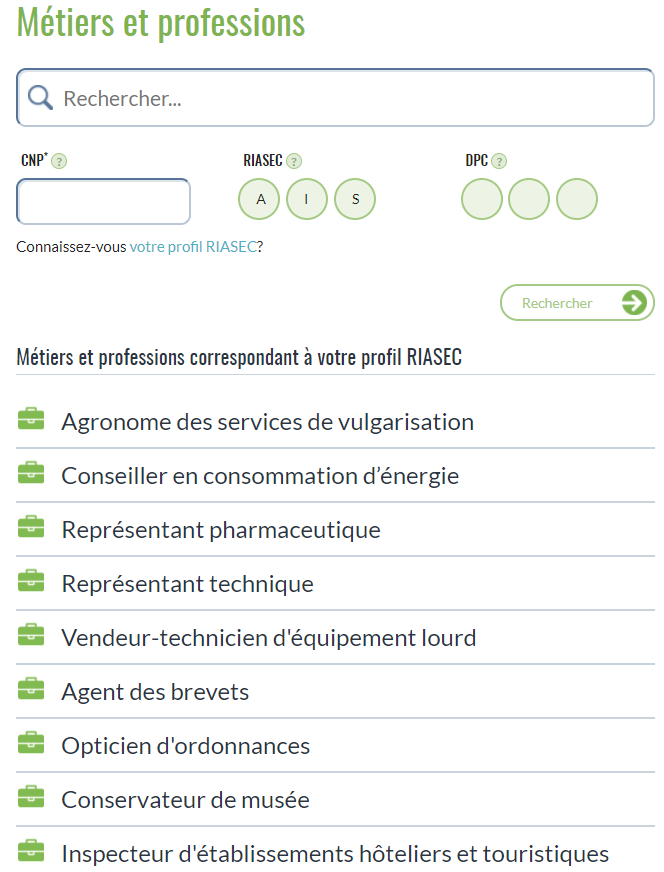 Métiers et professions
Rechercher...
CNP* ? RIASEC ? DPC ?
A I S
Connaissez-vous votre profil RIASEC?
Rechercher
Métiers et professions correspondant à votre profil RIASEC
Agronome des services de vulgarisation
Conseiller en consommation d’énergie
Représentant pharmaceutique
Représentant technique
Vendeur-technicien d'équipement lourd
Agent des brevets
Opticien d'ordonnances
Conservateur de musée
Inspecteur d'établissements hôteliers et touristiques